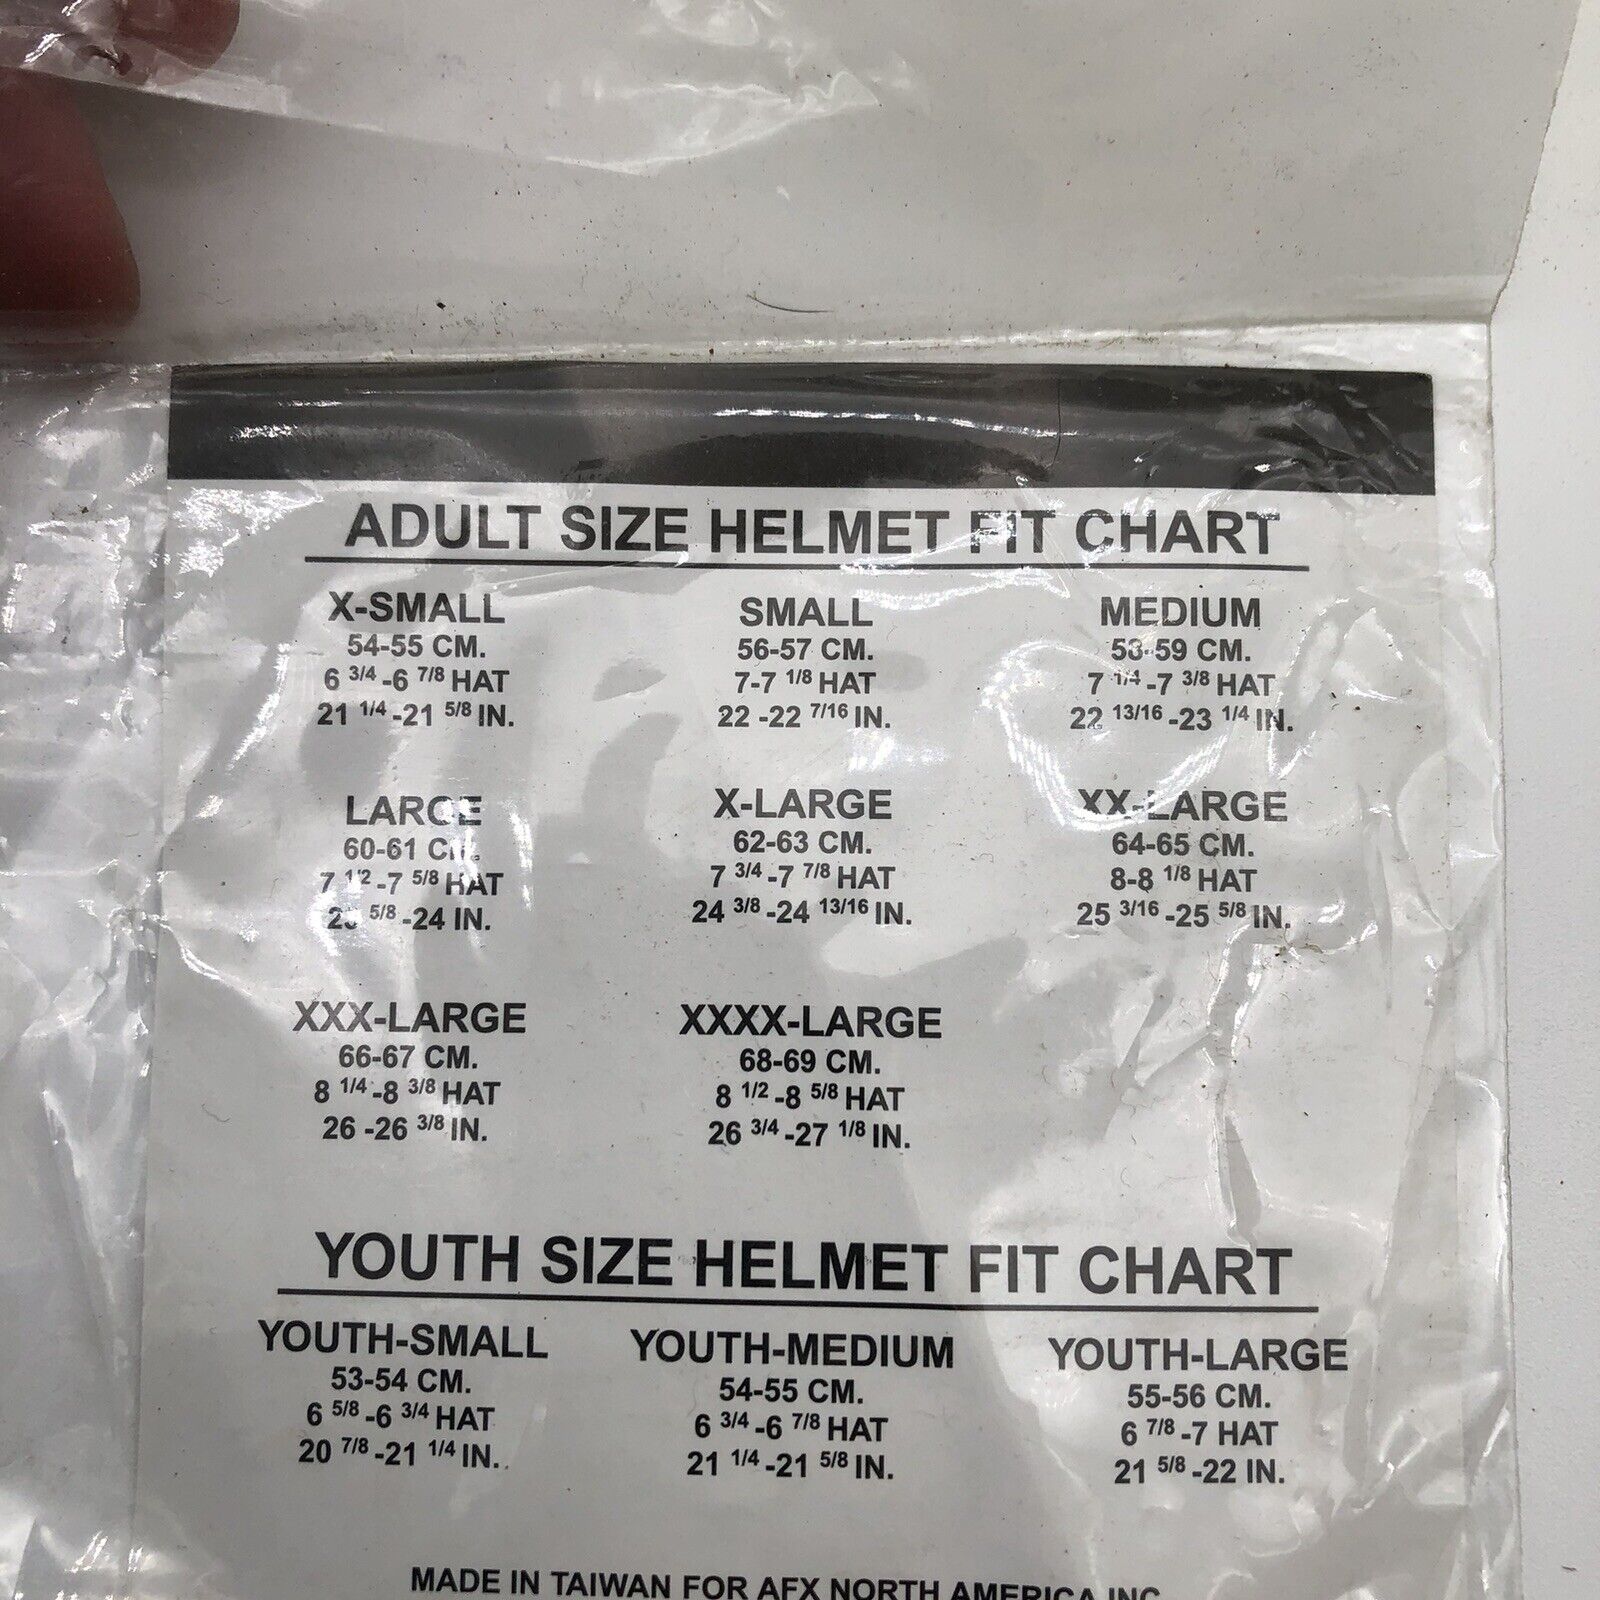 ADULT SIZE HELMET FIT CHART
X-SMALL
54-55 CM.
6 3/4 -6 7/8 HAT
21 1/4 -21 5/8 IN.
SMALL
56-57 CM.
7-7 1/8 HAT
22 -22 7/16 IN.
MEDIUM
58-59 CM.
7 1/4 -7 3/8 HAT
22 13/16 -23 1/4 IN.
LARGE
60-61 CM.
7 1/2 -7 5/8 HAT
23 5/8 -24 IN.
X-LARGE
62-63 CM.
7 3/4 -7 7/8 HAT
24 3/8 -24 13/16 IN.
XX-LARGE
64-65 CM.
8-8 1/8 HAT
25 3/16 -25 5/8 IN.
XXX-LARGE
66-67 CM.
8 1/4 -8 3/8 HAT
26 -26 3/8 IN.
XXXX-LARGE
68-69 CM.
8 1/2 -8 5/8 HAT
26 3/4 -27 1/8 IN.
YOUTH SIZE HELMET FIT CHART
YOUTH-SMALL
53-54 CM.
6 5/8 -6 3/4 HAT
20 7/8 -21 1/4 IN.
YOUTH-MEDIUM
54-55 CM.
6 3/4 -6 7/8 HAT
21 1/4 -21 5/8 IN.
YOUTH-LARGE
55-56 CM.
6 7/8 -7 HAT
21 5/8 -22 IN.
MADE IN TAIWAN FOR AFX NORTH AMERICA INC